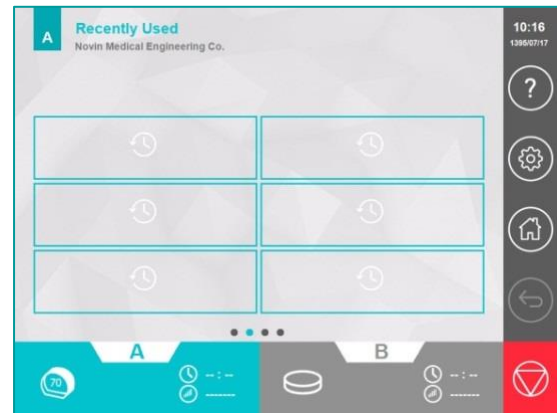 A
Recently Used
Novin Medical Engineering Co.
10:16
1395/07/17
?
A
B
70
--:--
-------
--:--
-------